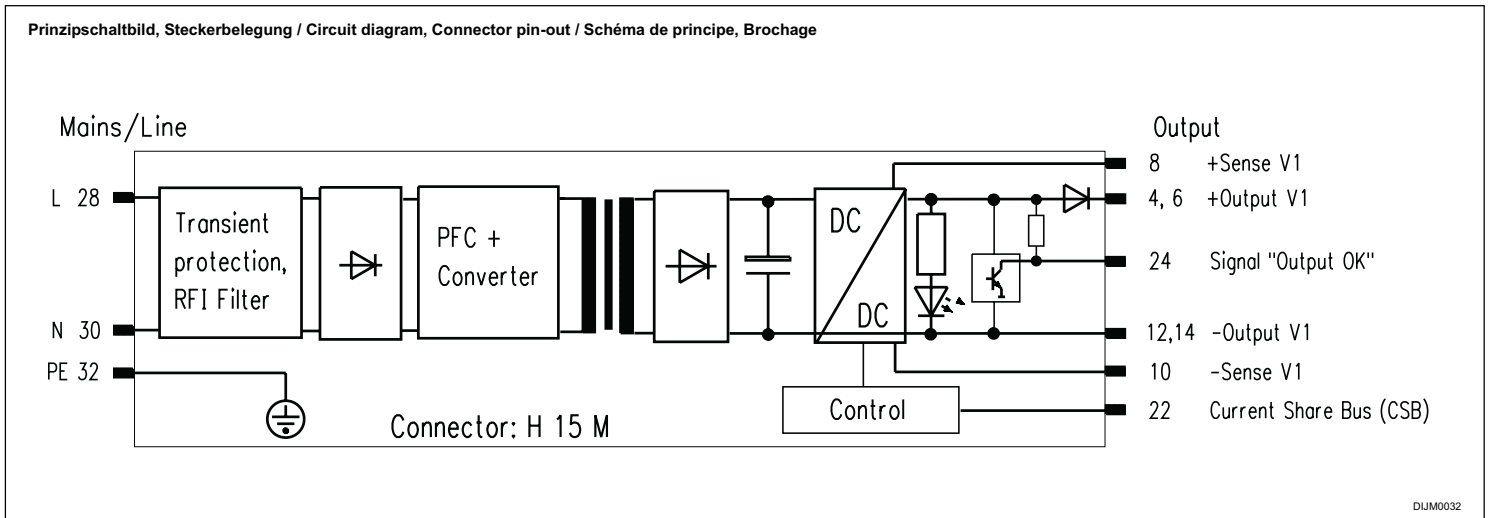 Prinzipschaltbild, Steckerbelegung / Circuit diagram, Connector pin-out / Schéma de principe, Brochage
Mains/Line
Output
8 +Sense V1
L 28
4, 6 +Output V1
Transient
protection,
RFI Filter
PFC +
Converter
DC
DC
24 Signal "Output OK"
N 30
12,14 -Output V1
PE 32
10 -Sense V1
Control
22 Current Share Bus (CSB)
Connector: H 15 M
DIJM0032